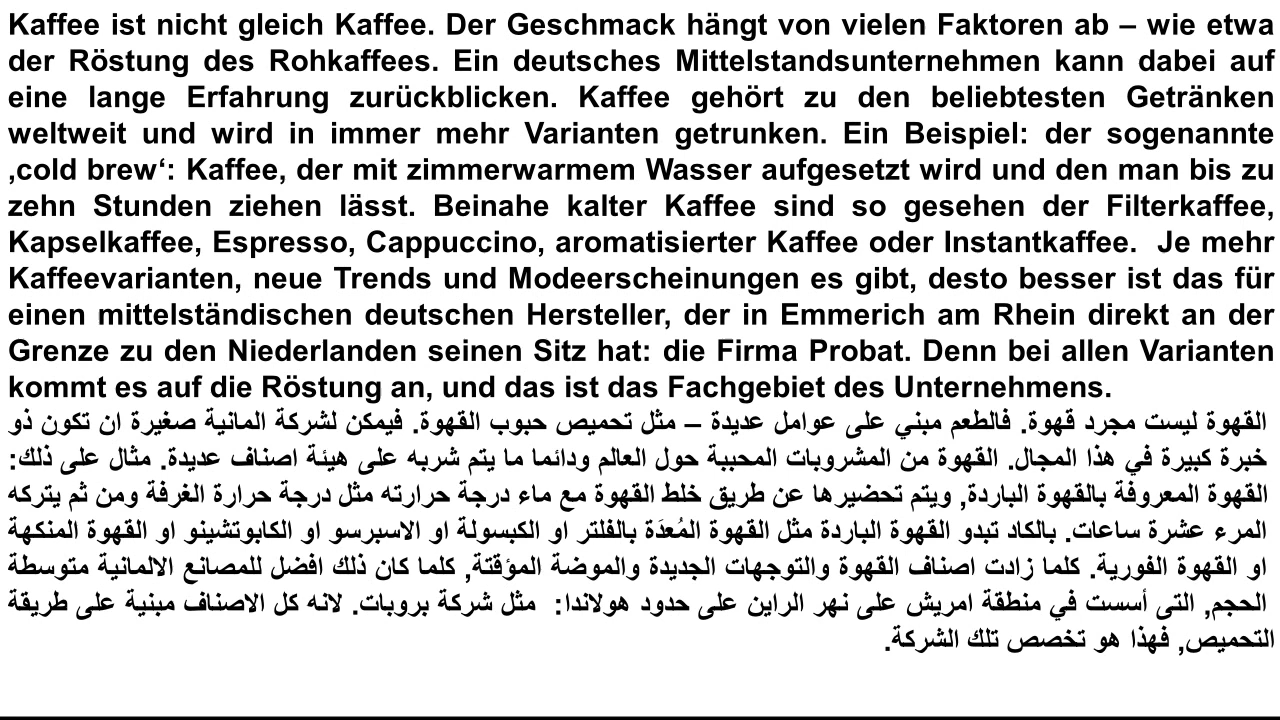 Kaffee ist nicht gleich Kaffee. Der Geschmack hängt von vielen Faktoren ab – wie etwa
der Röstung des Rohkaffees. Ein deutsches Mittelstandsunternehmen kann dabei auf
eine lange Erfahrung zurückblicken. Kaffee gehört zu den beliebtesten Getränken
weltweit und wird in immer mehr Varianten getrunken. Ein Beispiel: der sogenannte
‚cold brew‘: Kaffee, der mit zimmerwarmem Wasser aufgesetzt wird und den man bis zu
zehn Stunden ziehen lässt. Beinahe kalter Kaffee sind so gesehen der Filterkaffee,
Kapselkaffee, Espresso, Cappuccino, aromatisierter Kaffee oder Instantkaffee. Je mehr
Kaffeevarianten, neue Trends und Modeerscheinungen es gibt, desto besser ist das für
einen mittelständischen deutschen Hersteller, der in Emmerich am Rhein direkt an der
Grenze zu den Niederlanden seinen Sitz hat: die Firma Probat. Denn bei allen Varianten
kommt es auf die Röstung an, und das ist das Fachgebiet des Unternehmens.
القهوة ليست مجرد قهوة. فالطعم مبني على عوامل عديدة – مثل تحميص حبوب القهوة. فيمكن لشركة المانية صغيرة ان تكون ذو
خبرة كبيرة في هذا المجال. القهوة من المشروبات المحببة حول العالم ودائما ما يتم شربه على هيئة اصناف عديدة. مثال على ذلك:
القهوة المعروفة بالقهوة الباردة, ويتم تحضيرها عن طريق خلط القهوة مع ماء درجة حرارته مثل درجة حرارة الغرفة ومن ثم يتركه
المرء عشرة ساعات. بالكاد تبدو القهوة الباردة مثل القهوة المُعدَة بالفلتر او الكبسولة او الاسبرسو او الكابوتشينو او القهوة المنكهة
او القهوة الفورية. كلما زادت اصناف القهوة والتوجهات الجديدة والموضة المؤقتة, كلما كان ذلك افضل للمصانع الالمانية متوسطة
الحجم, التى أسست في منطقة امريش على نهر الراين على حدود هولاندا: مثل شركة بروبات. لانه كل الاصناف مبنية على طريقة
التحميص, فهذا هو تخصص تلك الشركة.